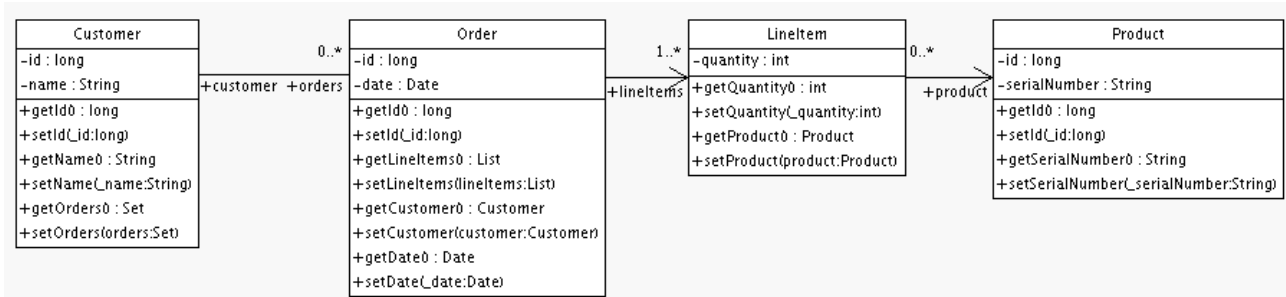 Customer
-id : long
-name : String
+getId() : long
+setId(_id:long)
+getName() : String
+setName(_name:String)
+getOrders() : Set
+setOrders(orders:Set)
0..*
+customer +orders
Order
-id : long
-date : Date
+getId() : long
+setId(_id:long)
+getLineItems() : List
+setLineItems(lineItems:List)
+getCustomer() : Customer
+setCustomer(customer:Customer)
+getDate() : Date
+setDate(_date:Date)
1..*
+lineItems
LineItem
-quantity : int
+getQuantity() : int
+setQuantity(_quantity:int)
+getProduct() : Product
+setProduct(product:Product)
0..*
+product
Product
-id : long
-serialNumber : String
+getId() : long
+setId(_id:long)
+getSerialNumber() : String
+setSerialNumber(_serialNumber:String)